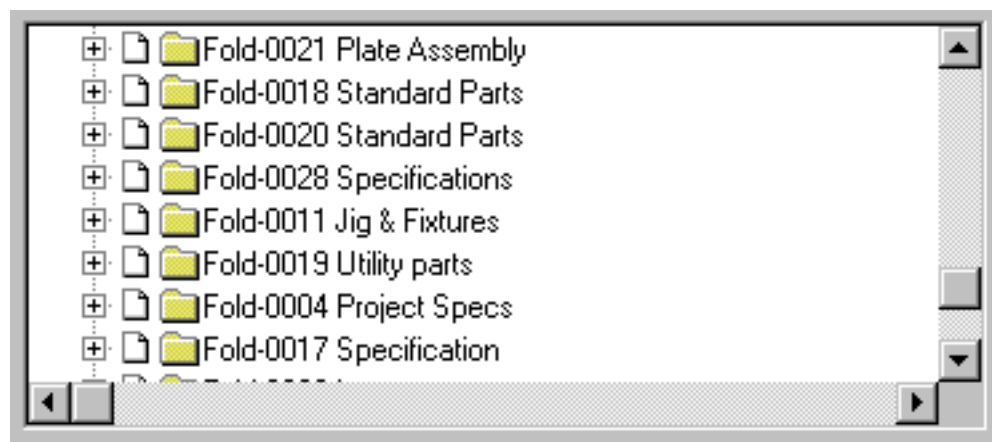 Fold-0021 Plate Assembly
Fold-0018 Standard Parts
Fold-0020 Standard Parts
Fold-0028 Specifications
Fold-0011 Jig & Fixtures
Fold-0019 Utility parts
Fold-0004 Project Specs
Fold-0017 Specification